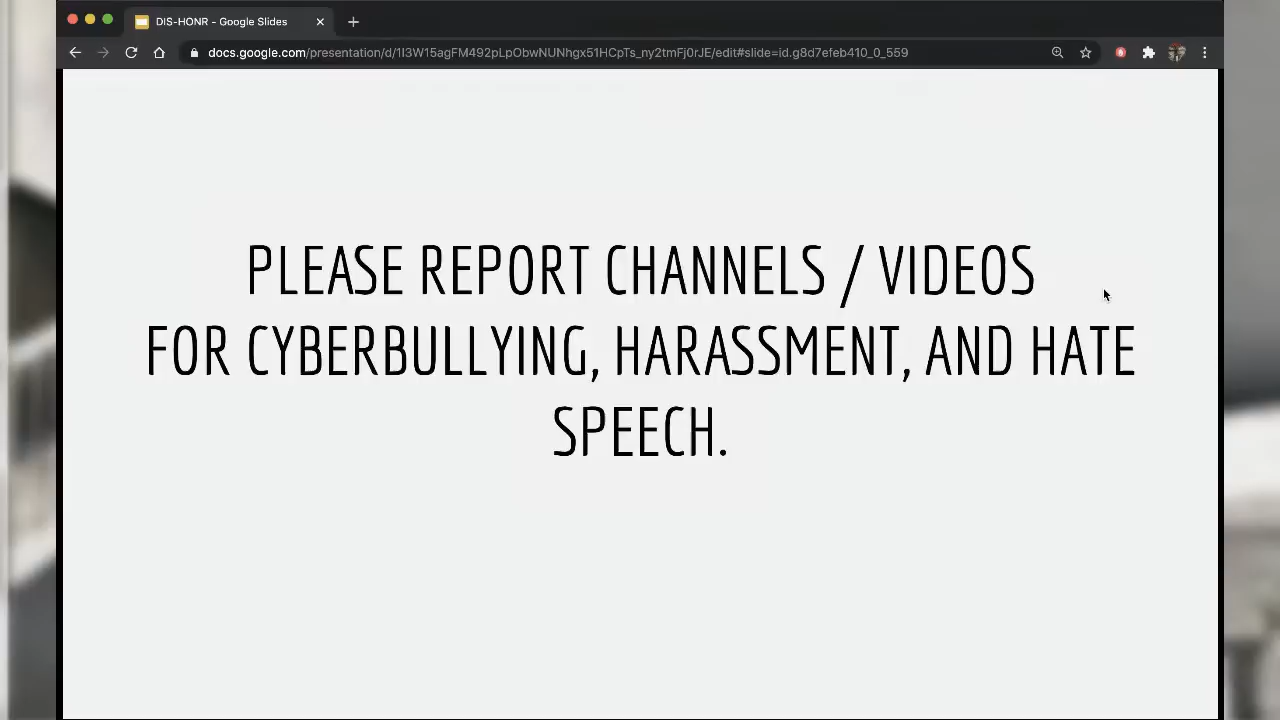 DIS-HONR - Google Slides
docs.google.com/presentation/d/1I3W15agFM492pLpObwNUNhgx51HCpTs_ny2tmFj0rJE/edit#slide=id.g8d7efeb410_0_559
PLEASE REPORT CHANNELS / VIDEOS
FOR CYBERBULLYING, HARASSMENT, AND HATE
SPEECH.